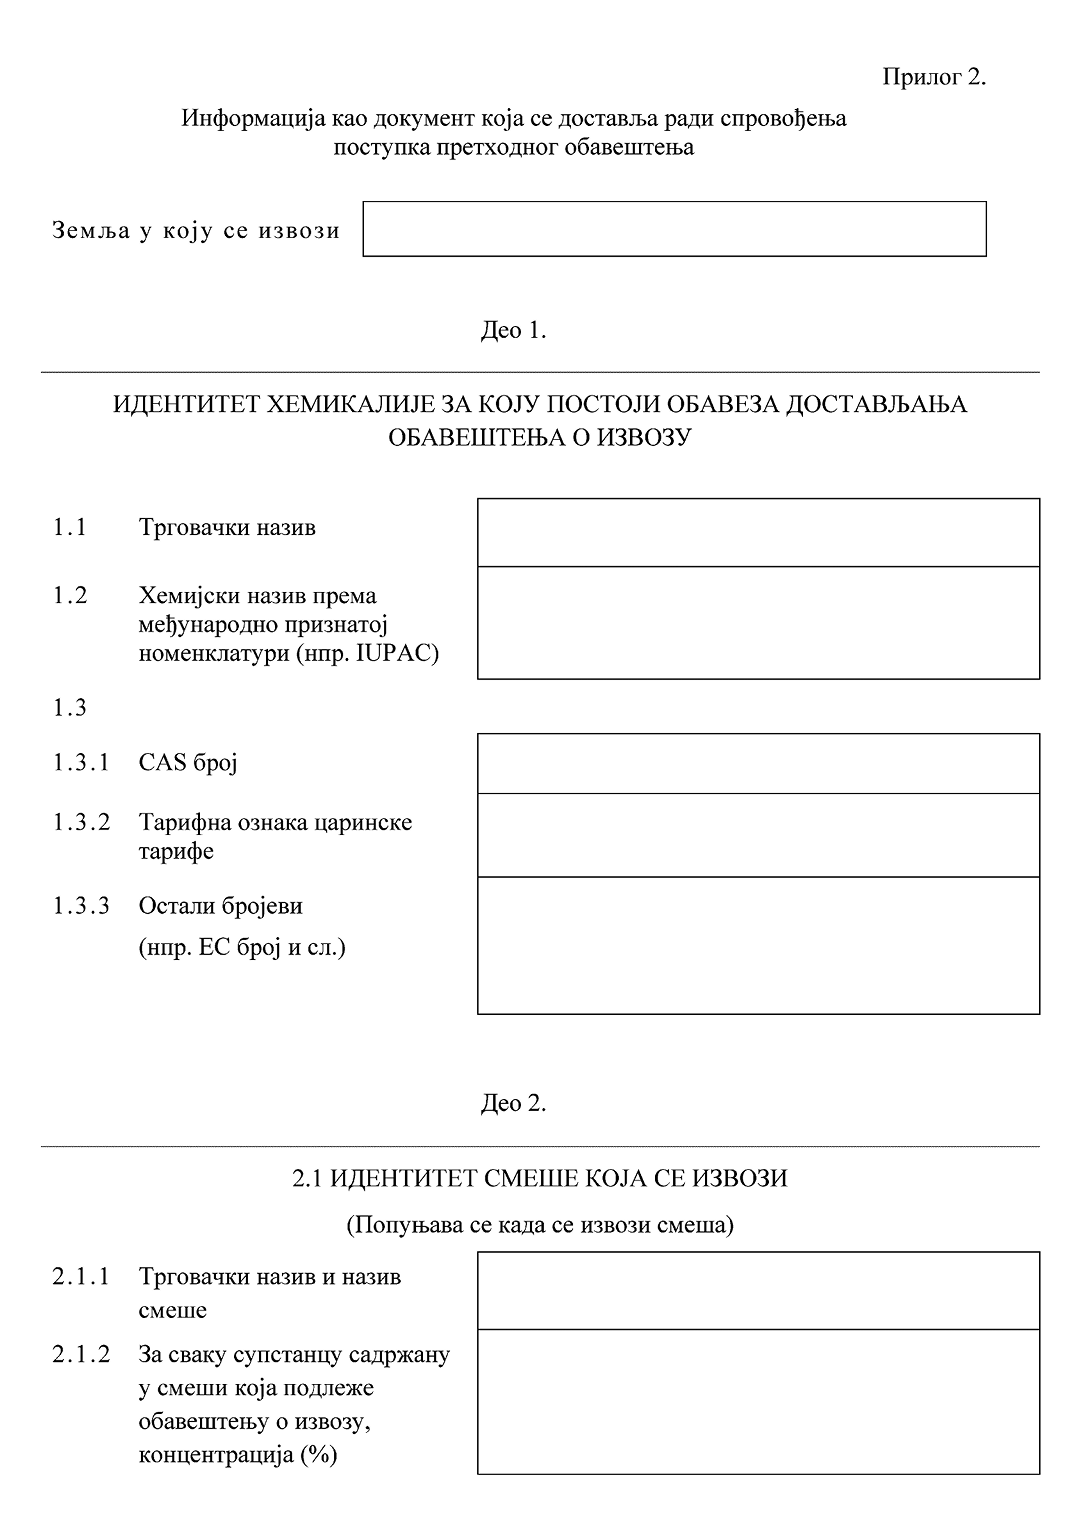 Прилог 2.
Информација као документ која се доставља ради спровођења
поступка претходног обавештења
Земља у коју се извози
Део 1.
ИДЕНТИТЕТ ХЕМИКАЛИЈЕ ЗА КОЈУ ПОСТОЈИ ОБАВЕЗА ДОСТАВЉАЊА
ОБАВЕШТЕЊА О ИЗВОЗУ
1.1 Трговачки назив
1.2 Хемијски назив према
међународно признатој
номенклатури (нпр. IUPAC)
1.3
1.3.1 CAS број
1.3.2 Тарифна ознака царинске
тарифе
1.3.3 Остали бројеви
(нпр. ЕС број и сл.)
Део 2.
2.1 ИДЕНТИТЕТ СМЕШЕ КОЈА СЕ ИЗВОЗИ
(Попуњава се када се извози смеша)
2.1.1 Трговачки назив и назив
смеше
2.1.2 За сваку супстанцу садржану
у смеши која подлеже
обавештењу о извозу,
концентрација (%)